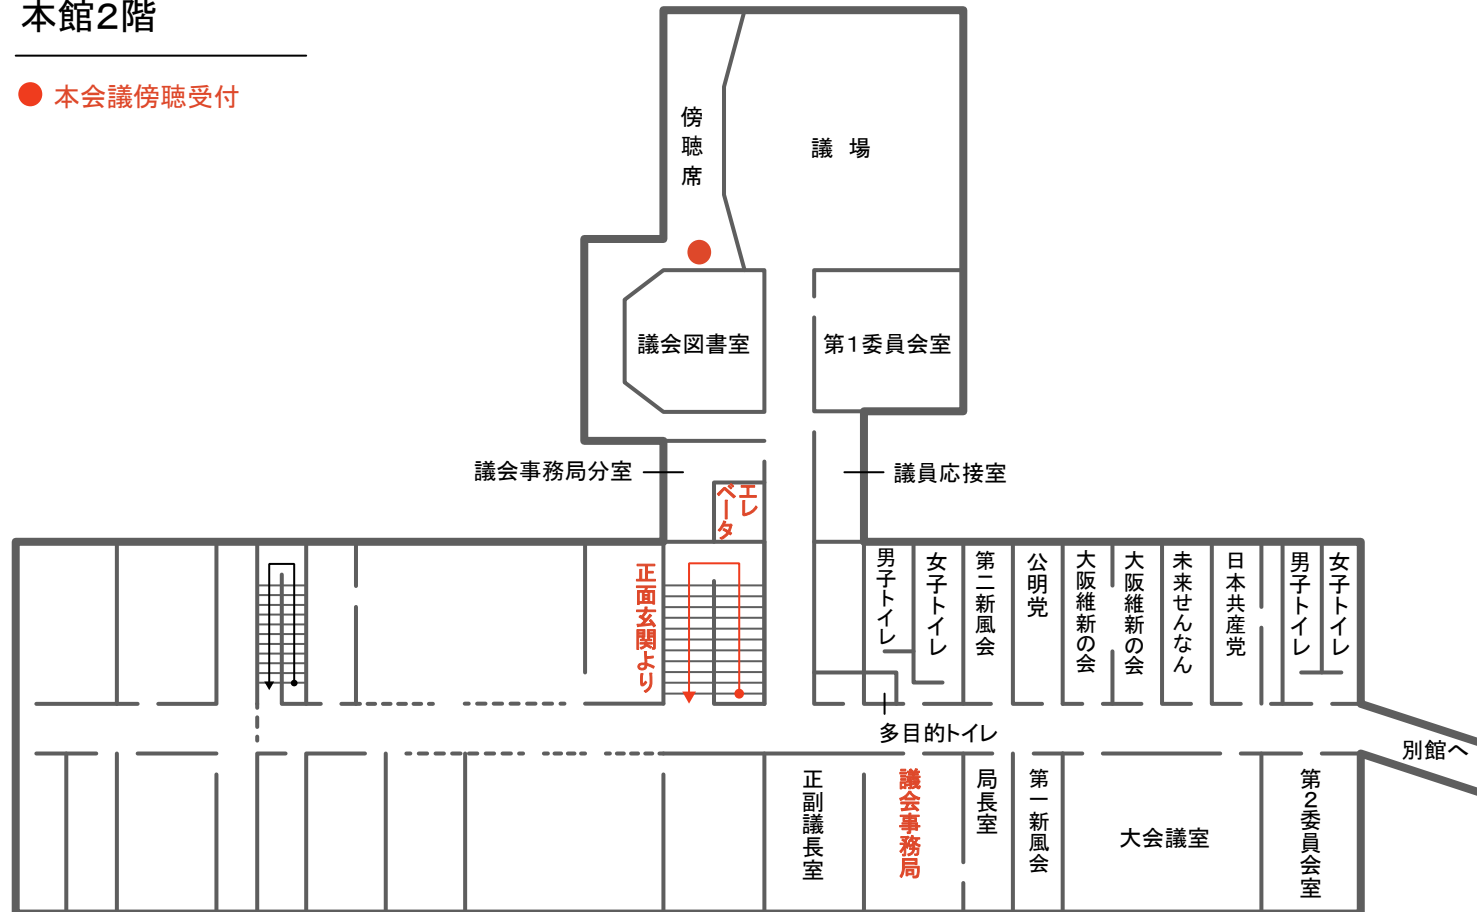 本館2階
本会議傍聴受付
傍聴席
議 場
議会図書室
第1委員会室
議会事務局分室
議員応接室
エレベータ
正面玄関より
男子トイレ
女子トイレ
第二新風会
公明党
大阪維新の会
大阪維新の会
未来せんなん
日本共産党
男子トイレ
女子トイレ
多目的トイレ
別館へ
正副議長室
議会事務局
局長室
第一新風会
大会議室
第2委員会室